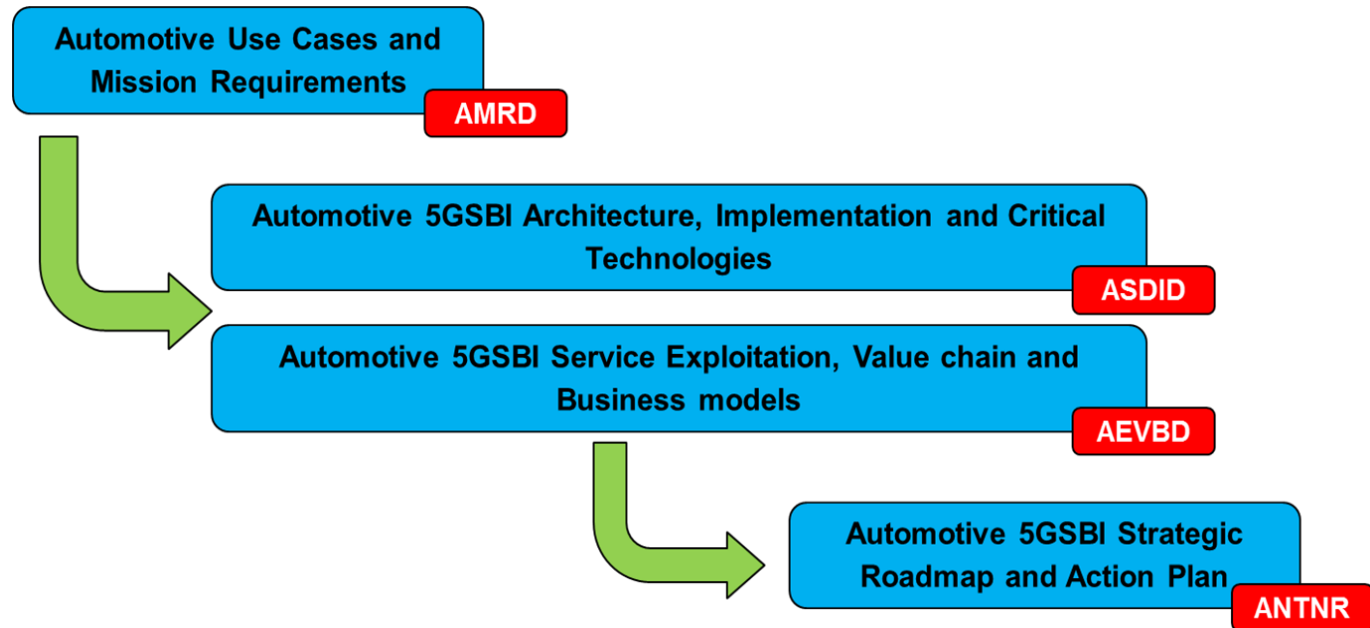 Automotive Use Cases and
Mission Requirements
AMRD
Automotive 5GSBI Architecture, Implementation and Critical
Technologies
ASDID
Automotive 5GSBI Service Exploitation, Value chain and
Business models
AEVBD
Automotive 5GSBI Strategic
Roadmap and Action Plan
ANTNR